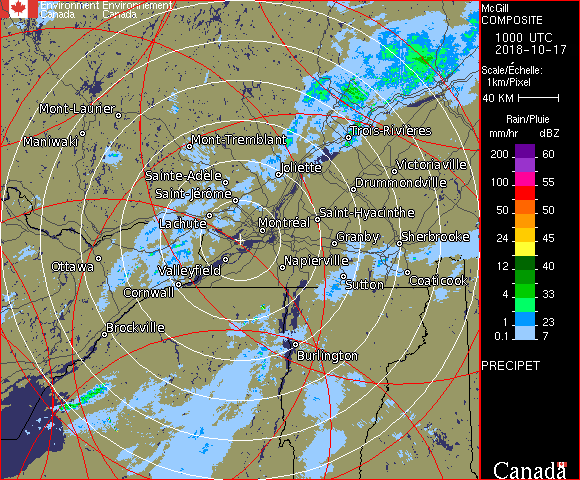 Environment Environnement
Canada Canada
McGill
COMPOSITE
1000 UTC
2018-10-17
Scale/Échelle:
1km/Pixel
40 KM
Rain/Pluie
mm/hr dBZ
200 60
100 55
50 50
24 45
12 40
4 33
1 23
0.1 7
PRECIPET
Canada
Mont-Laurier
Maniwaki
Mont-Tremblant
Trois-Rivières
Joliette
Victoriaville
Sainte-Adèle
Drummondville
Saint-Jérôme
Saint-Hyacinthe
Lachute
Montréal
Granby
Sherbrooke
Ottawa
Valleyfield
Napierville
Cornwall
Sutton
Coaticook
Brockville
Burlington